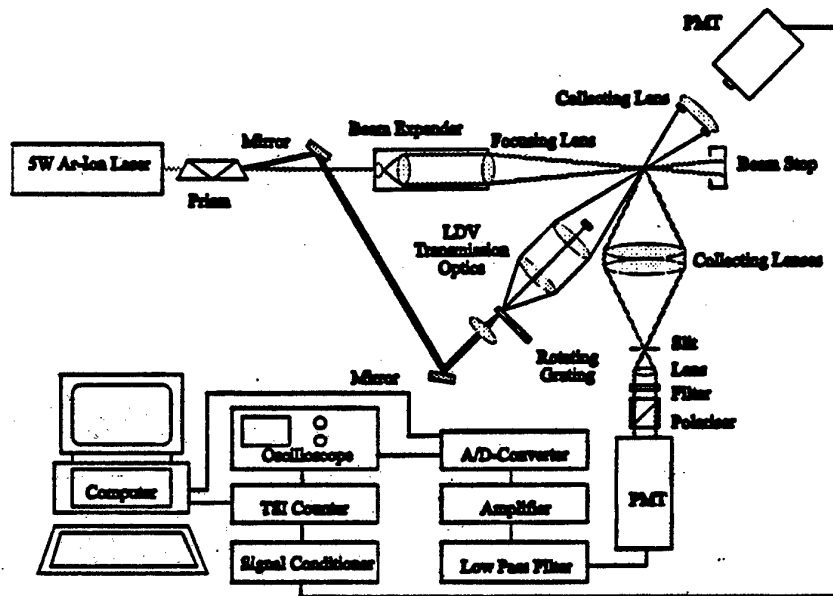 PMT
Collecting Lens
Mirror
Beam Expander
Focusing Lens
5W Ar-Ion Laser
Prism
Beam Stop
LDV
Transmission
Optics
Collecting Lenses
Slit
Rotating
Grating
Lens
Mirror
Filter
Polariser
Oscilloscope
A/D-Converter
Computer
TSI Counter
Amplifier
PMT
Signal Conditioner
Low Pass Filter